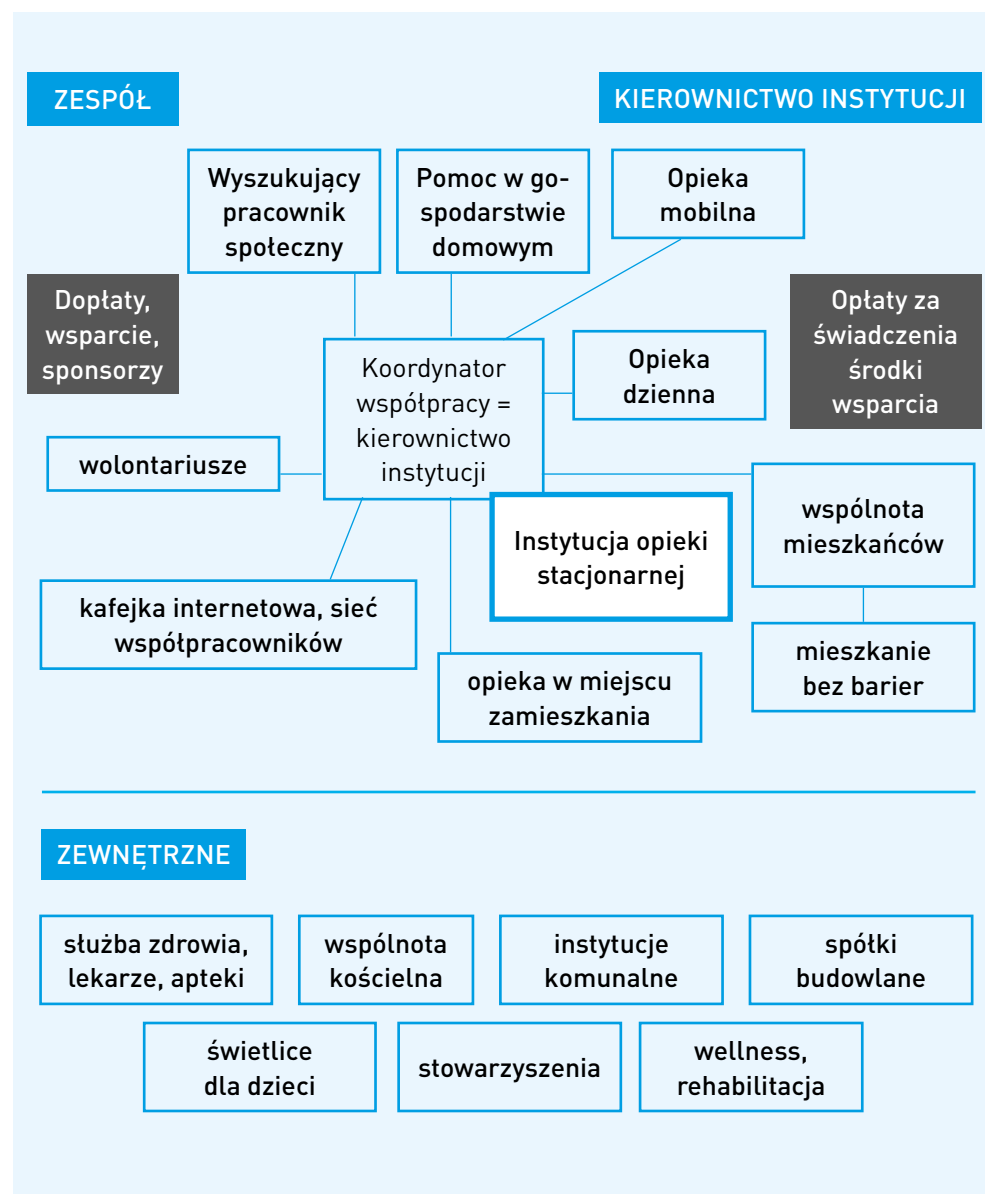 ZESPÓŁ
KIEROWNICTWO INSTYTUCJI
Wyszukujący
pracownik
społeczny
Pomoc w go-
spodarstwie
domowym
Opieka
mobilna
Dopłaty,
wsparcie,
sponsorzy
Opłaty za
świadczenia
środki
wsparcia
Koordynator
współpracy =
kierownictwo
instytucji
Opieka
dzienna
wolontariusze
wspólnota
mieszkańców
Instytucja opieki
stacjonarnej
kafejka internetowa, sieć
współpracowników
mieszkanie
bez barier
opieka w miejscu
zamieszkania
ZEWNĘTRZNE
służba zdrowia,
lekarze, apteki
wspólnota
kościelna
instytucje
komunalne
spółki
budowlane
świetlice
dla dzieci
stowarzyszenia
wellness,
rehabilitacja